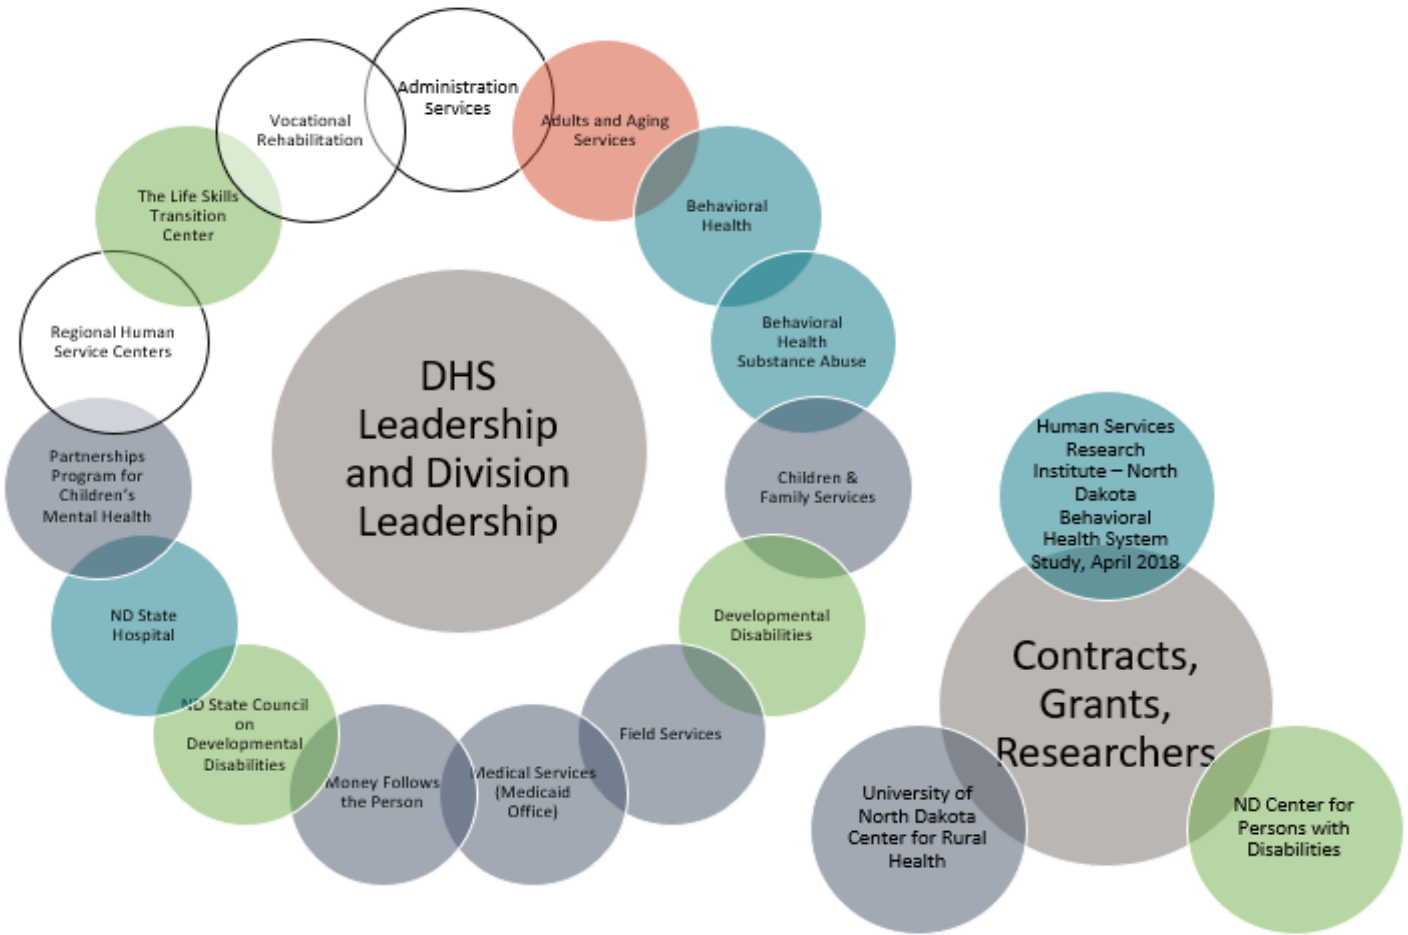 Administration
Services
Adults and Aging
Services
Behavioral
Health
Behavioral
Health
Substance Abuse
Children &
Family Services
Developmental
Disabilities
Field Services
Medical Services
(Medicaid
Office)
Money Follows
the Person
ND State Council
on
Developmental
Disabilities
ND State
Hospital
Partnerships
Program for
Children's
Mental Health
Regional Human
Service Centers
The Life Skills
Transition
Center
Vocational
Rehabilitation
DHS
Leadership
and Division
Leadership
Human Services
Research
Institute – North
Dakota
Behavioral
Health System
Study, April 2018
Contracts,
Grants,
Researchers
University of
North Dakota
Center for Rural
Health
ND Center for
Persons with
Disabilities